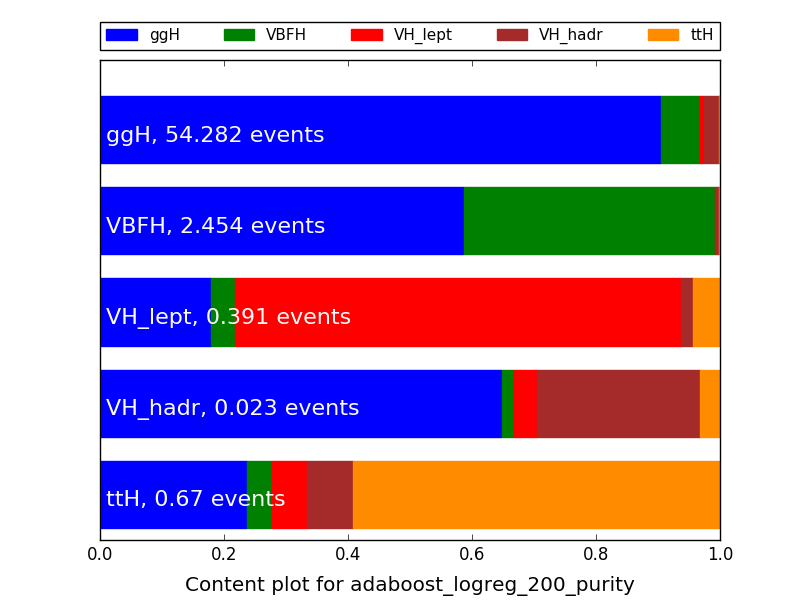 ggH VBFH VH_lept VH_hadr ttH
ggH, 54.282 events
VBFH, 2.454 events
VH_lept, 0.391 events
VH_hadr, 0.023 events
ttH, 0.67 events
0.0 0.2 0.4 0.6 0.8 1.0
Content plot for adaboost_logreg_200_purity